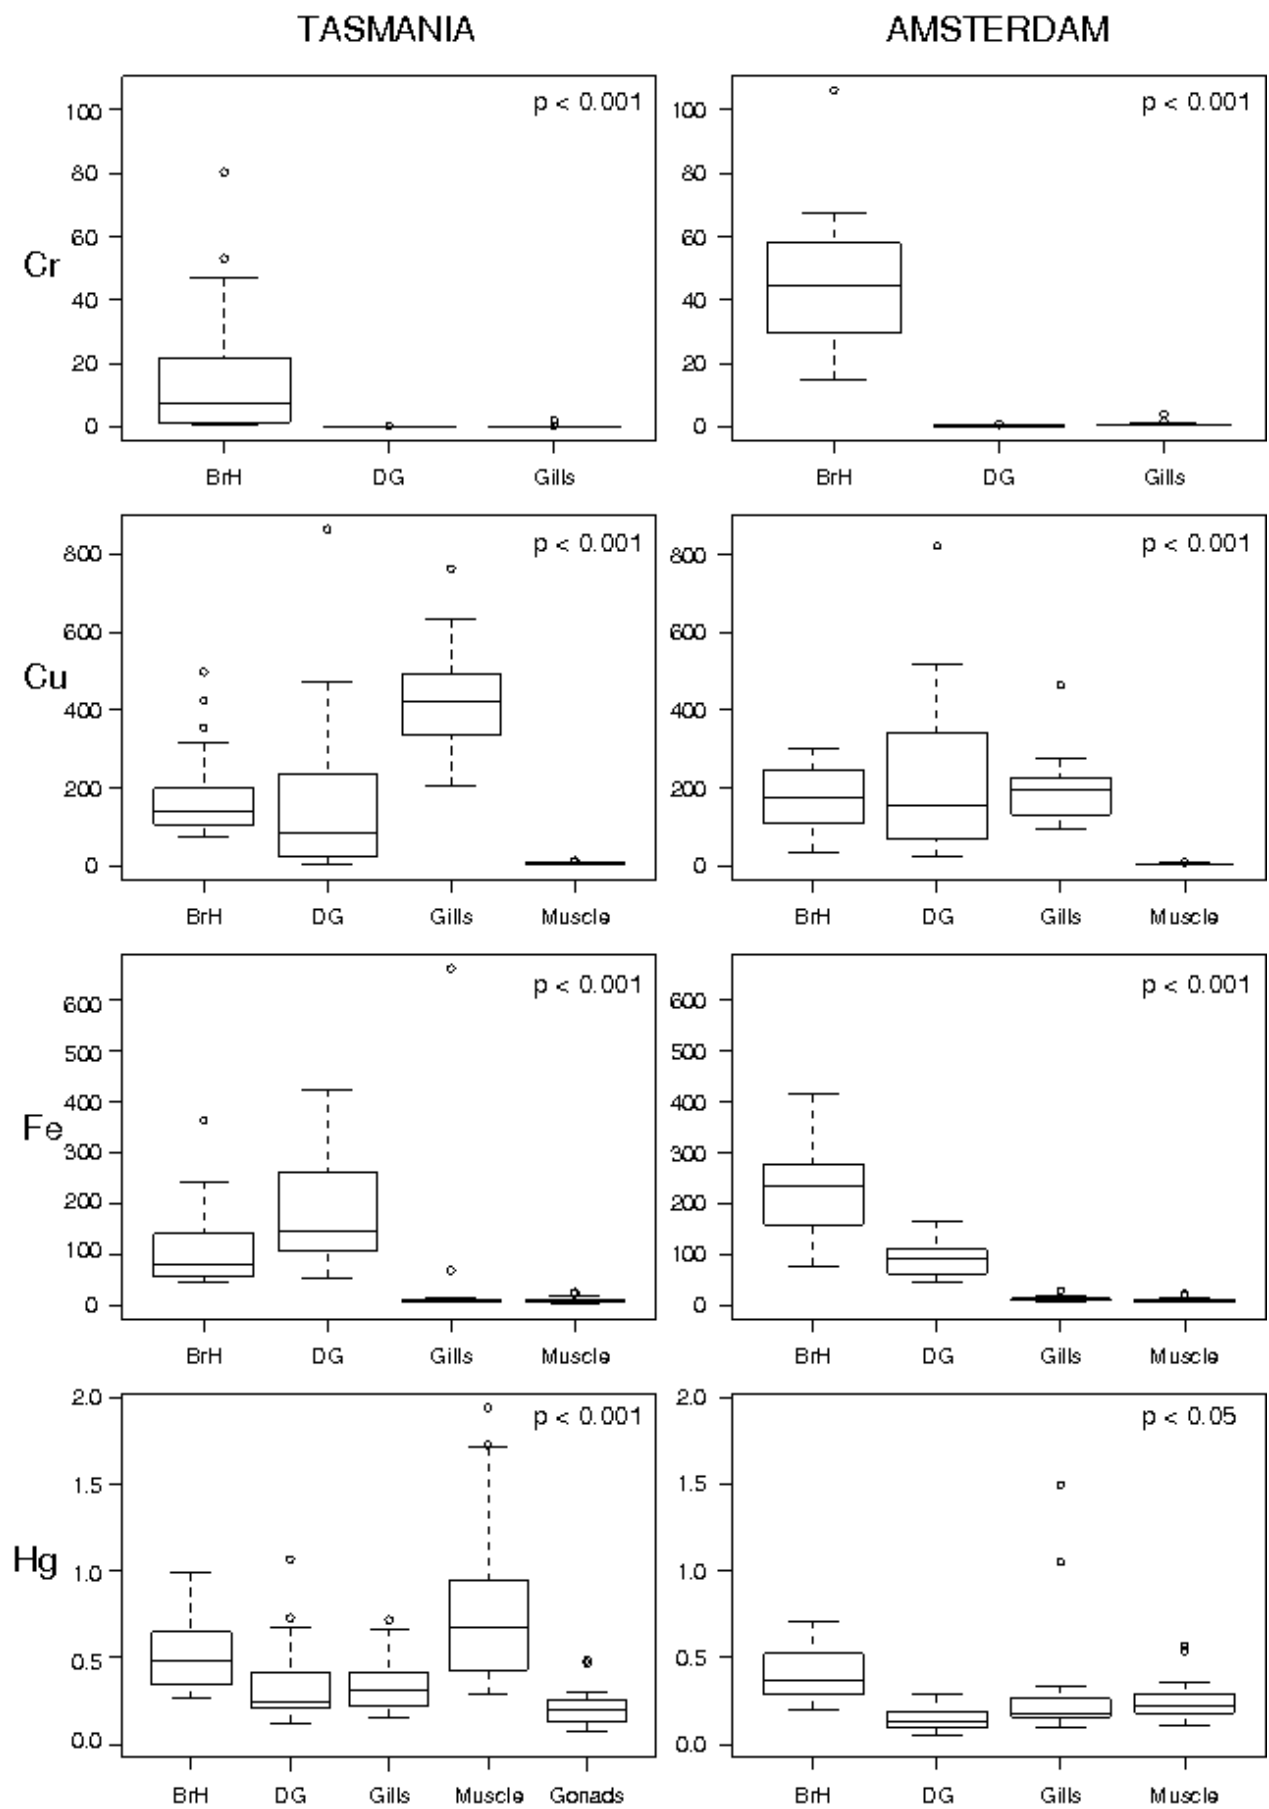 TASMANIA AMSTERDAM
Cr
100 80 60 40 20 0
p < 0.001
BrH DG Gills
100 80 60 40 20 0
p < 0.001
BrH DG Gills
Cu
800 600 400 200 0
p < 0.001
BrH DG Gills Muscle
800 600 400 200 0
p < 0.001
BrH DG Gills Muscle
Fe
600 500 400 300 200 100 0
p < 0.001
BrH DG Gills Muscle
600 500 400 300 200 100 0
p < 0.001
BrH DG Gills Muscle
Hg
2.0 1.5 1.0 0.5 0.0
p < 0.001
BrH DG Gills Muscle Gonads
2.0 1.5 1.0 0.5 0.0
p < 0.05
BrH DG Gills Muscle